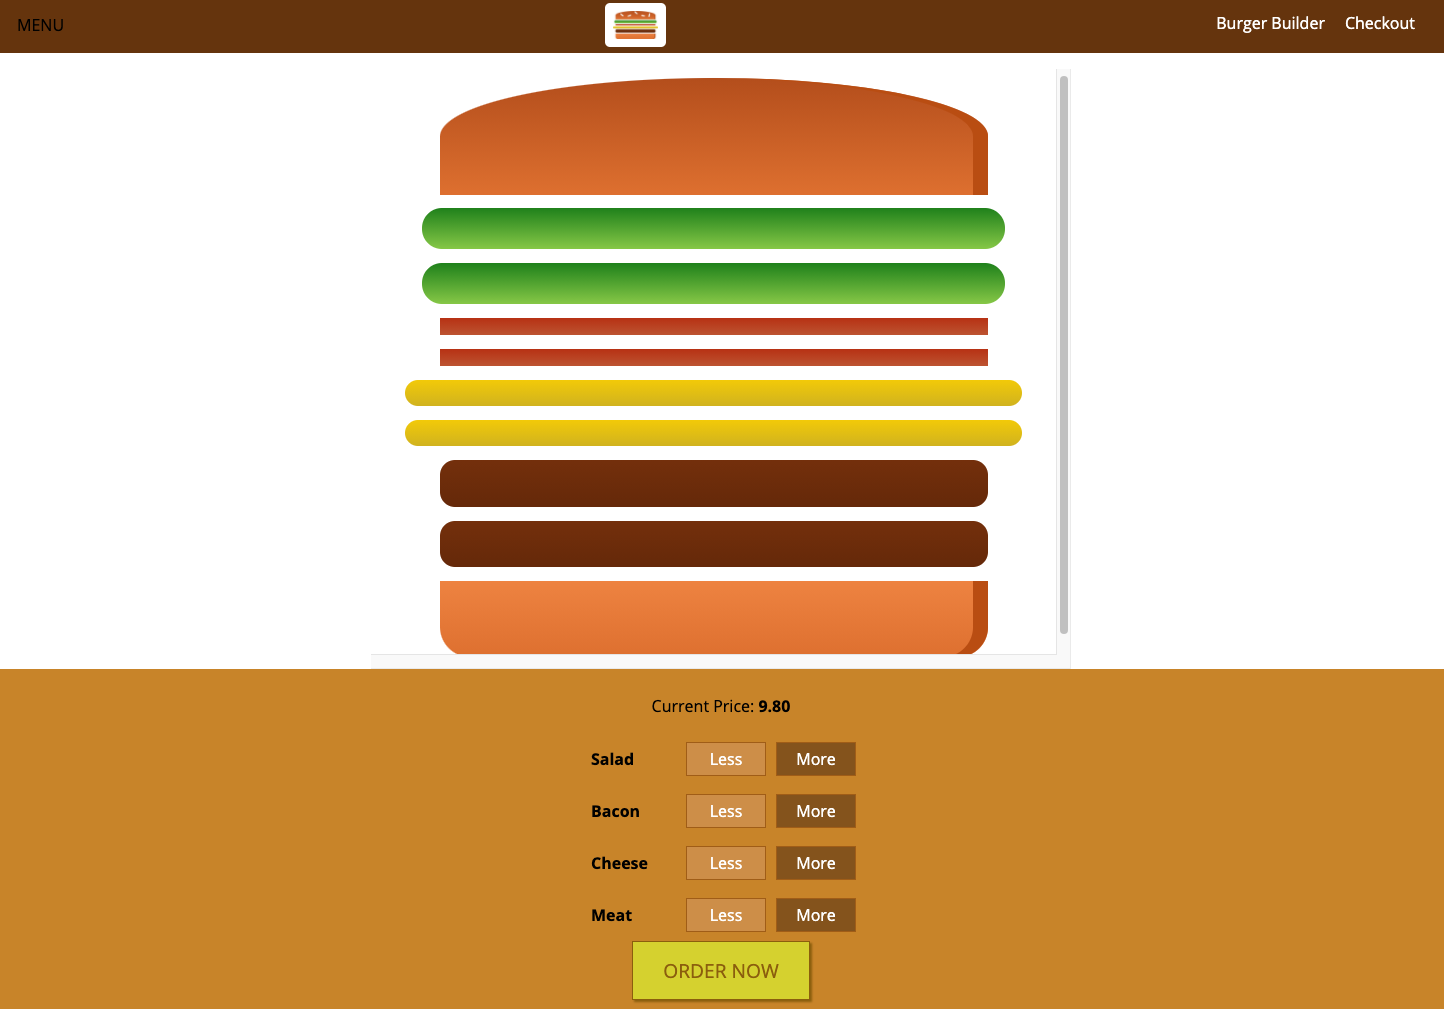 MENU
Burger Builder Checkout
Current Price: 9.80
Salad Less More
Bacon Less More
Cheese Less More
Meat Less More
ORDER NOW